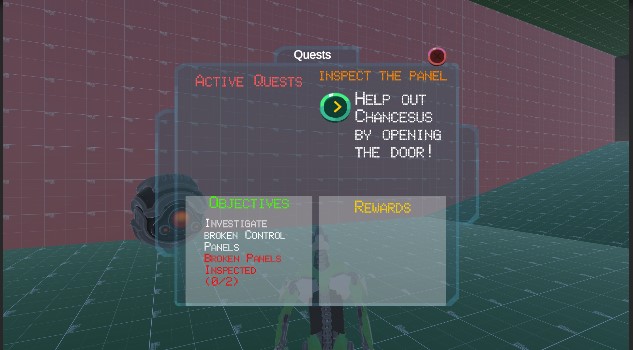 Quests
Active Quests
Inspect the panel
Help out
Chancesus
by opening
the door!
Objectives
Investigate
broken Control
Panels
Broken Panels
Inspected
(0/2)
Rewards